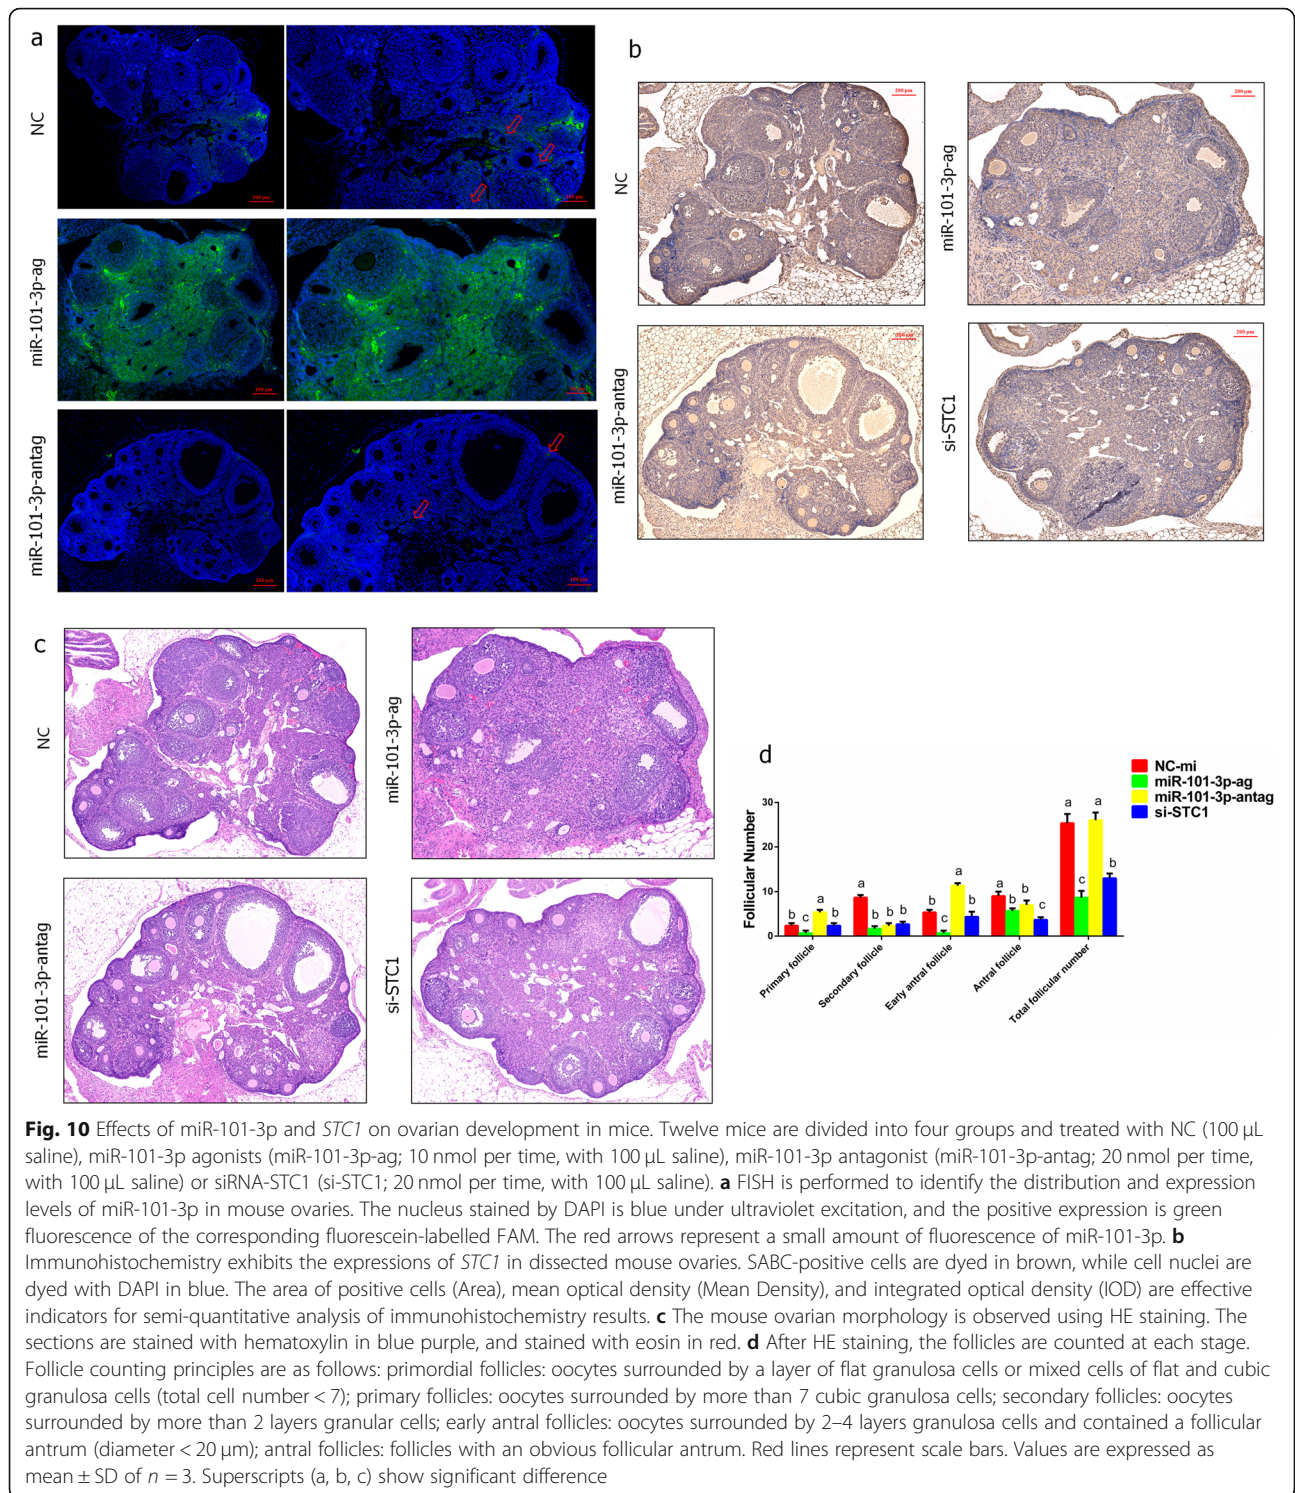 a
NC
miR-101-3p-ag
miR-101-3p-antag
200 μm
100 μm
200 μm
100 μm
b
NC
miR-101-3p-ag
miR-101-3p-antag
si-STC1
200 μm
200 μm
200 μm
200 μm
c
NC
miR-101-3p-ag
miR-101-3p-antag
si-STC1
d
NC-mi
miR-101-3p-ag
miR-101-3p-antag
si-STC1
Follicular Number
30
20
10
0
b c a b
a b b b
b c a b
a b b c
a c a b
Primary follicle
Secondary follicle
Early antral follicle
Antral follicle
Total follicular number
Fig. 10 Effects of miR-101-3p and STC1 on ovarian development in mice. Twelve mice are divided into four groups and treated with NC (100 μL
saline), miR-101-3p agonists (miR-101-3p-ag; 10 nmol per time, with 100 μL saline), miR-101-3p antagonist (miR-101-3p-antag; 20 nmol per time,
with 100 μL saline) or siRNA-STC1 (si-STC1; 20 nmol per time, with 100 μL saline). a FISH is performed to identify the distribution and expression
levels of miR-101-3p in mouse ovaries. The nucleus stained by DAPI is blue under ultraviolet excitation, and the positive expression is green
fluorescence of the corresponding fluorescein-labelled FAM. The red arrows represent a small amount of fluorescence of miR-101-3p. b
Immunohistochemistry exhibits the expressions of STC1 in dissected mouse ovaries. SABC-positive cells are dyed in brown, while cell nuclei are
dyed with DAPI in blue. The area of positive cells (Area), mean optical density (Mean Density), and integrated optical density (IOD) are effective
indicators for semi-quantitative analysis of immunohistochemistry results. c The mouse ovarian morphology is observed using HE staining. The
sections are stained with hematoxylin in blue purple, and stained with eosin in red. d After HE staining, the follicles are counted at each stage.
Follicle counting principles are as follows: primordial follicles: oocytes surrounded by a layer of flat granulosa cells or mixed cells of flat and cubic
granulosa cells (total cell number < 7); primary follicles: oocytes surrounded by more than 7 cubic granulosa cells; secondary follicles: oocytes
surrounded by more than 2 layers granular cells; early antral follicles: oocytes surrounded by 2–4 layers granulosa cells and contained a follicular
antrum (diameter < 20 μm); antral follicles: follicles with an obvious follicular antrum. Red lines represent scale bars. Values are expressed as
mean ± SD of n = 3. Superscripts (a, b, c) show significant difference